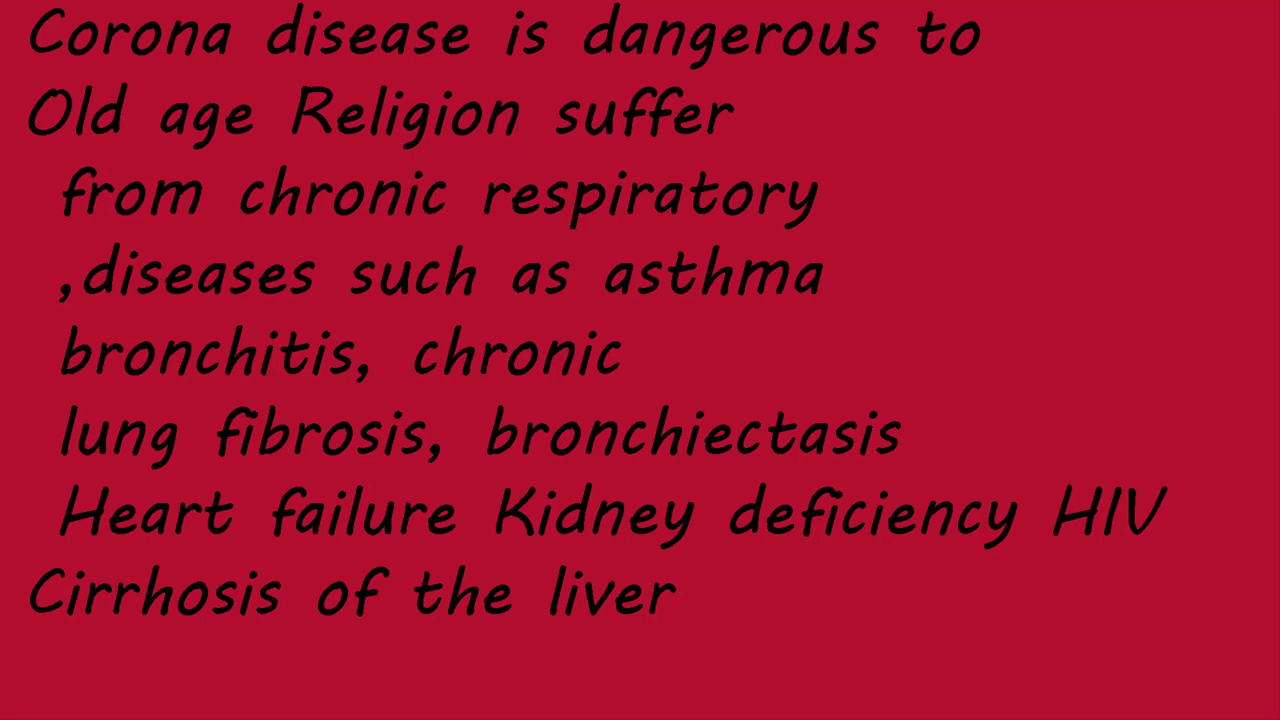 Corona disease is dangerous to
Old age Religion suffer
from chronic respiratory
,diseases such as asthma
bronchitis, chronic
lung fibrosis, bronchiectasis
Heart failure Kidney deficiency HIV
Cirrhosis of the liver